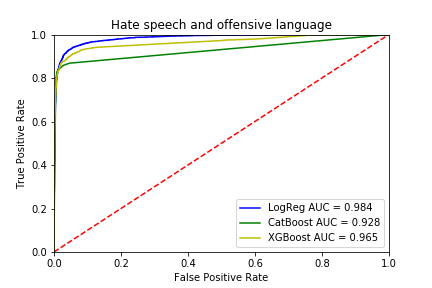 Hate speech and offensive language
True Positive Rate
1.0
0.8
0.6
0.4
0.2
0.0
LogReg AUC = 0.984
CatBoost AUC = 0.928
XGBoost AUC = 0.965
0.0 0.2 0.4 0.6 0.8 1.0
False Positive Rate